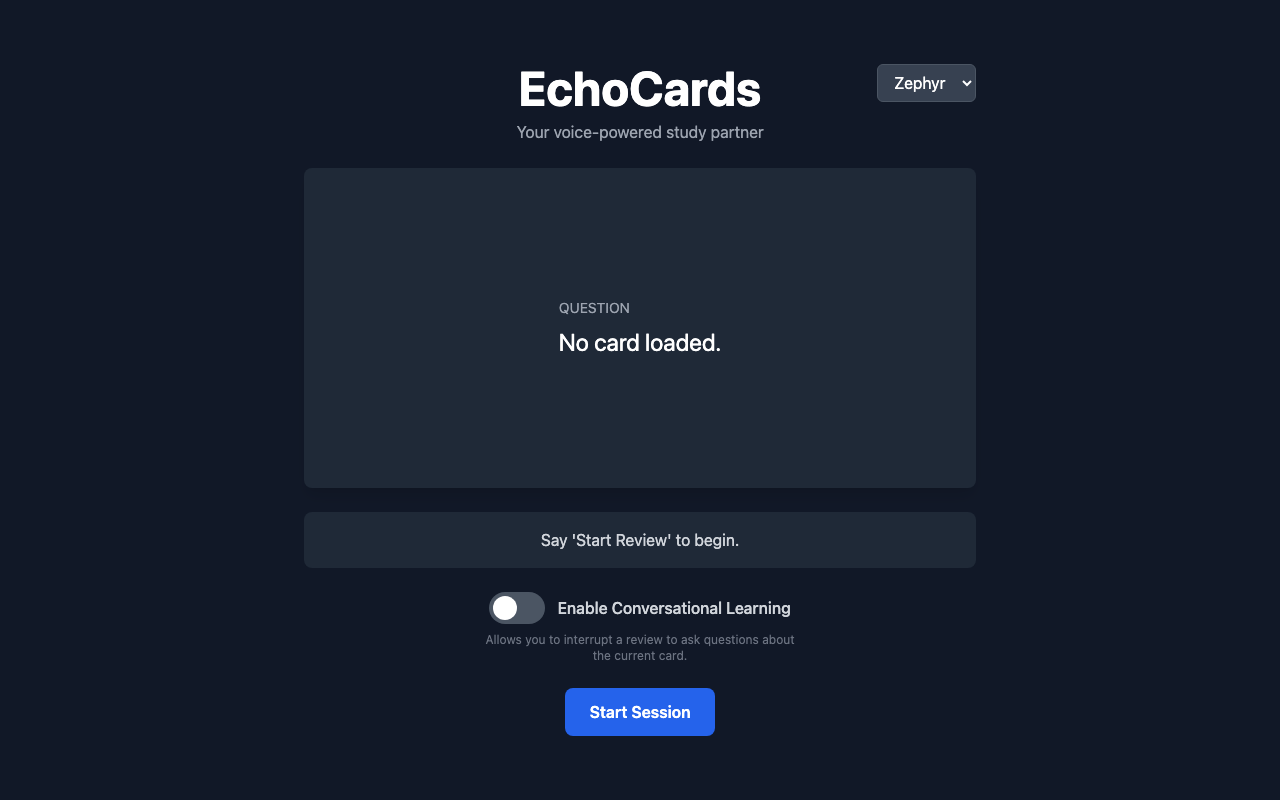 EchoCards
Zephyr
Your voice-powered study partner
QUESTION
No card loaded.
Say 'Start Review' to begin.
Enable Conversational Learning
Allows you to interrupt a review to ask questions about
the current card.
Start Session